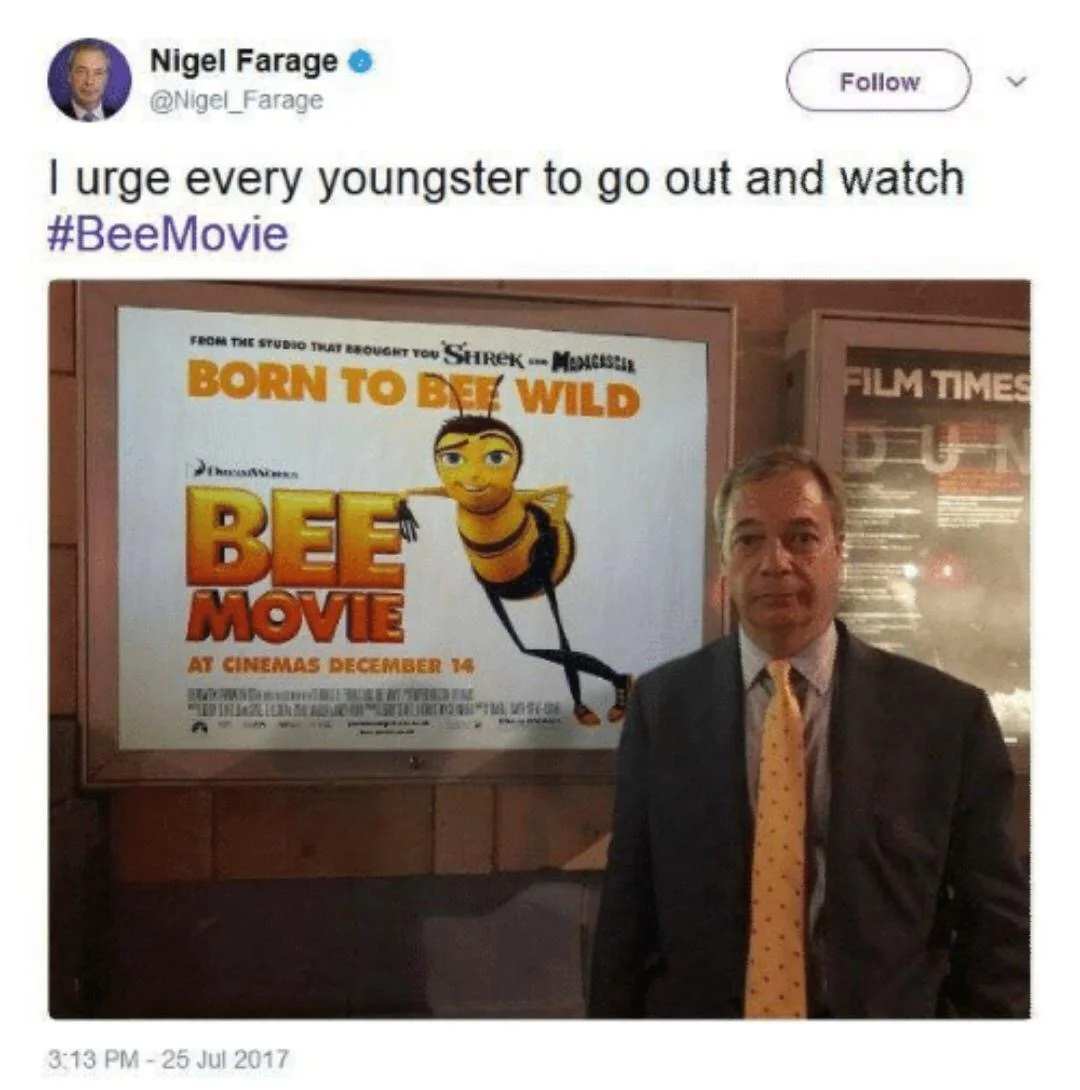 Nigel Farage
@Nigel_Farage
Follow
I urge every youngster to go out and watch
#BeeMovie
FROM THE STUDIO THAT BROUGHT YOU SHREK AND MADAGASCAR
BORN TO BEE WILD
DREAMWORKS
BEE
MOVIE
AT CINEMAS DECEMBER 14
FILM TIMES
DUN
3:13 PM - 25 Jul 2017